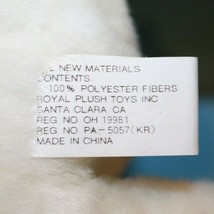 L NEW MATERIALS
CONTENTS
100% POLYESTER FIBERS
ROYAL PLUSH TOYS INC
SANTA CLARA CA
REG NO OH 19981
REG NO PA-5057(KR)
MADE IN CHINA